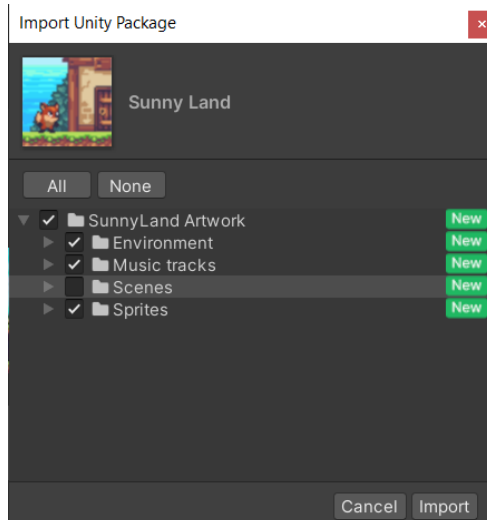 Import Unity Package
×
Sunny Land
All None
SunnyLand Artwork New
Environment New
Music tracks New
Scenes New
Sprites New
Cancel Import